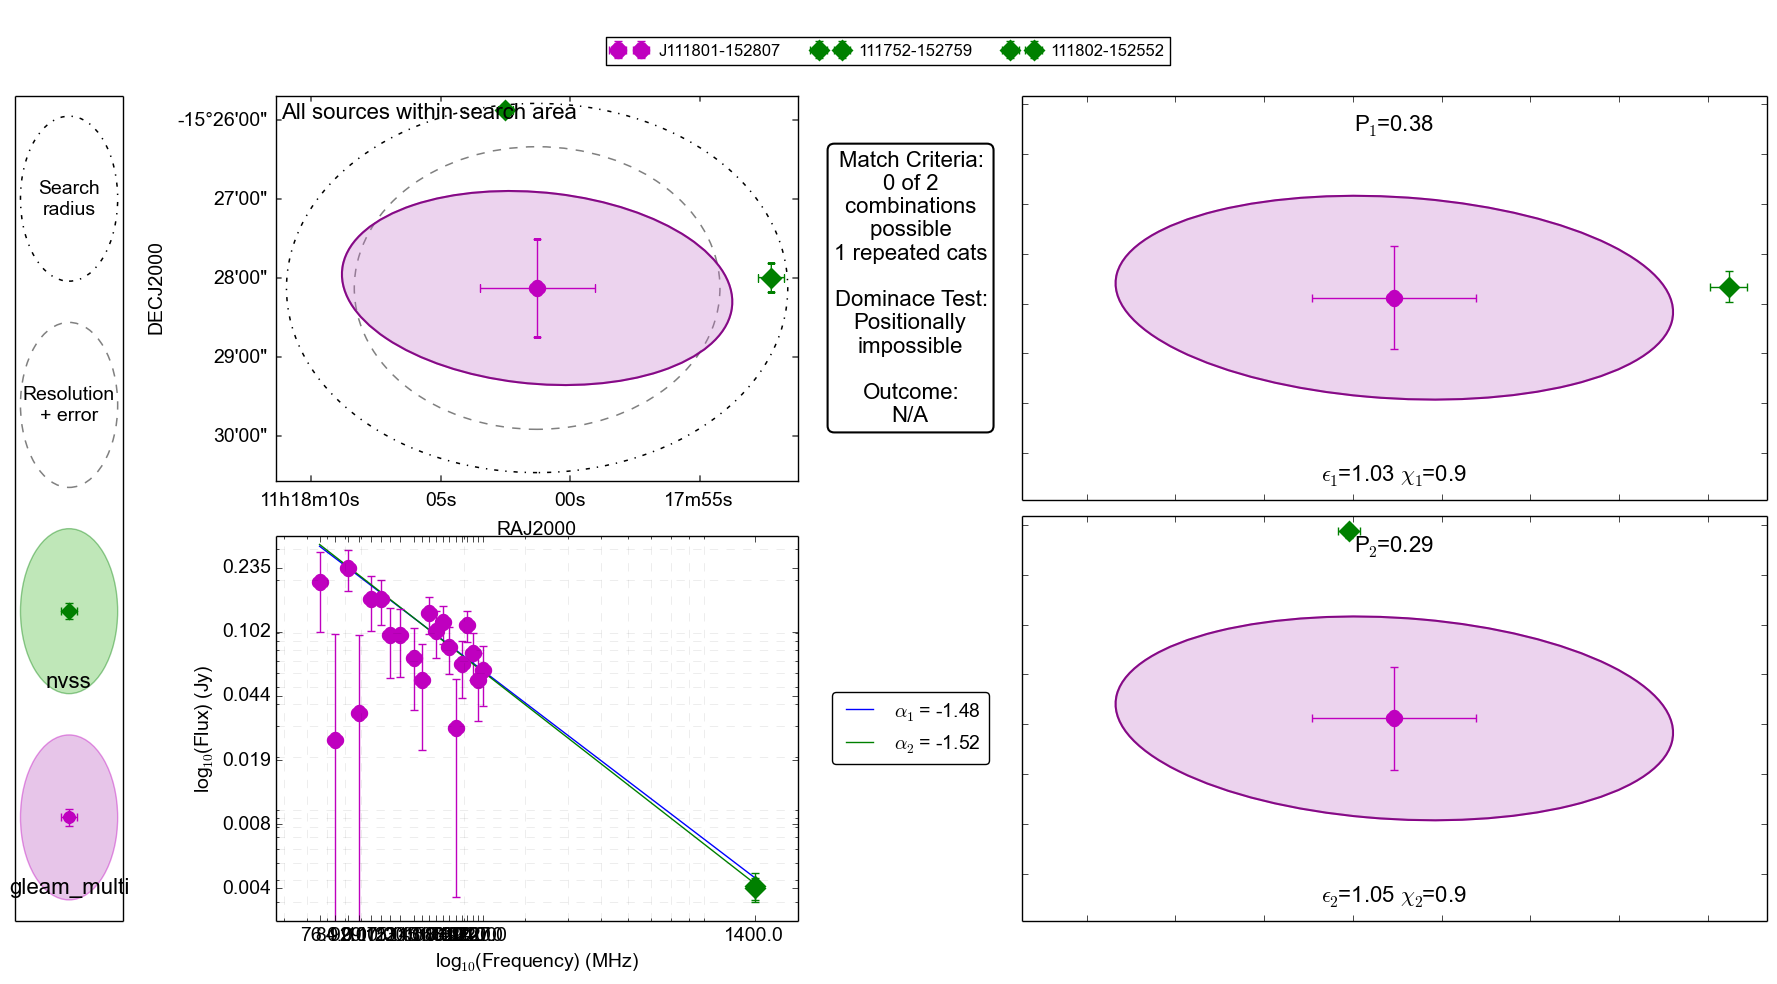 J111801-152807 111752-152759 111802-152552
Search
radius
Resolution
+ error
nvss
gleam_multi
All sources within search area
-15°26'00"
27'00"
28'00"
29'00"
30'00"
DECJ2000
11h18m10s 05s 00s 17m55s
RAJ2000
Match Criteria:
0 of 2
combinations
possible
1 repeated cats
Dominace Test:
Positionally
impossible
Outcome:
N/A
P1=0.38
ϵ1=1.03 χ1=0.9
0.235
0.102
0.044
0.019
0.008
0.004
log10(Flux) (Jy)
1400.0
log10(Frequency) (MHz)
α1 = -1.48
α2 = -1.52
P2=0.29
ϵ2=1.05 χ2=0.9